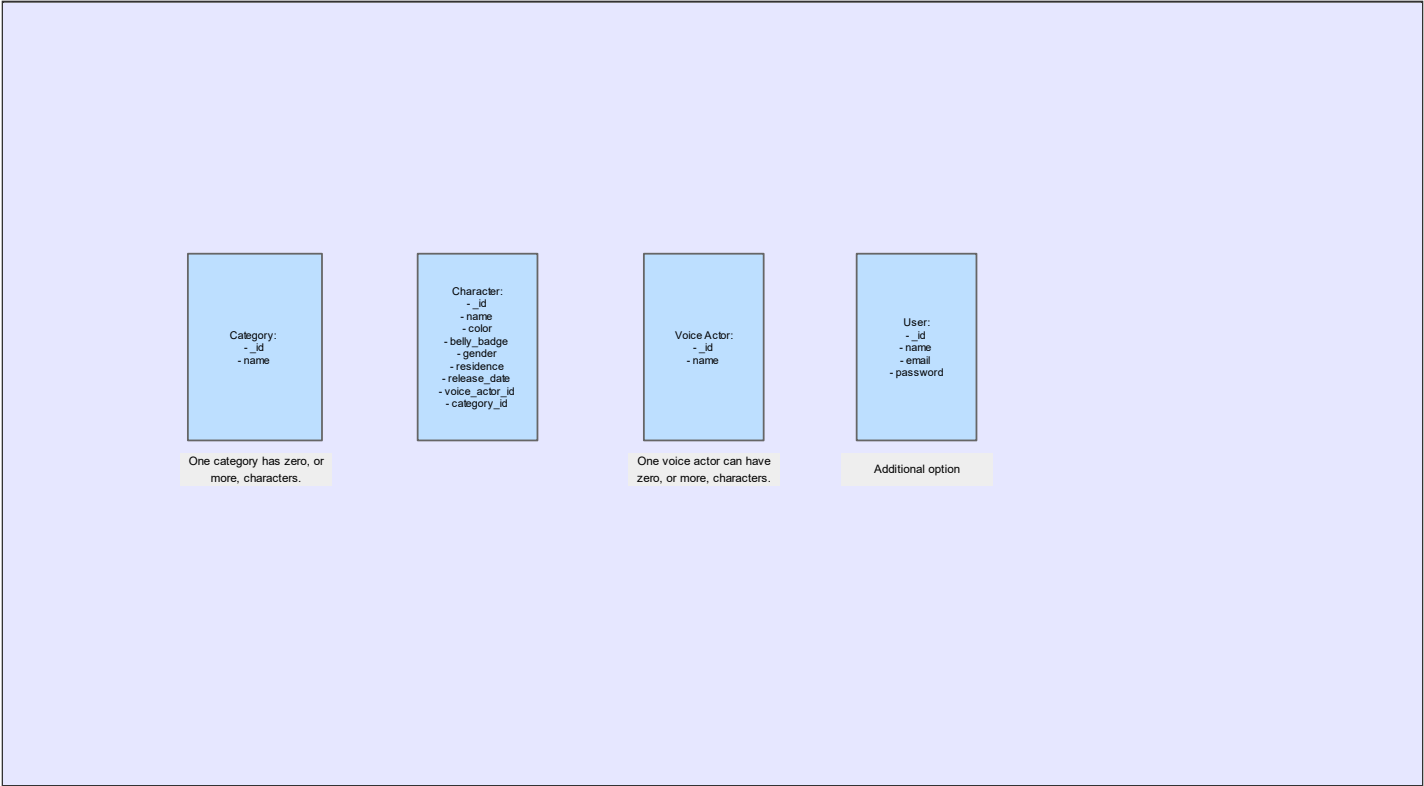 Category:
- _id
- name
Character:
- _id
- name
- color
- belly_badge
- gender
- residence
- release_date
- voice_actor_id
- category_id
Voice Actor:
- _id
- name
User:
- _id
- name
- email
- password
One category has zero, or
more, characters.
One voice actor can have
zero, or more, characters.
Additional option